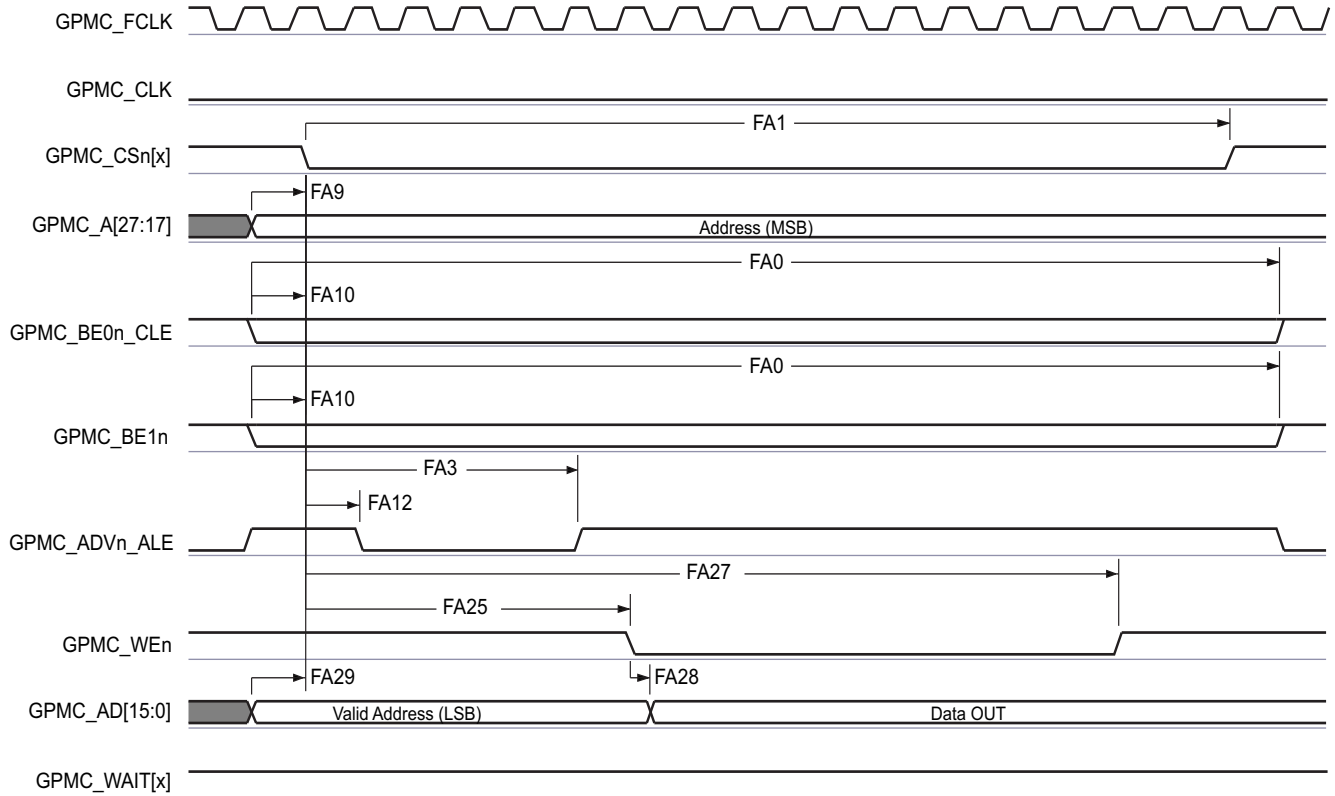 GPMC_FCLK
GPMC_CLK
FA1
GPMC_CSn[x]
FA9
GPMC_A[27:17]
Address (MSB)
FA0
FA10
GPMC_BE0n_CLE
FA0
FA10
GPMC_BE1n
FA3
FA12
GPMC_ADVn_ALE
FA27
FA25
GPMC_WEn
FA29
FA28
GPMC_AD[15:0]
Valid Address (LSB)
Data OUT
GPMC_WAIT[x]